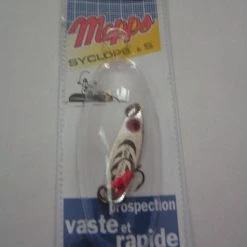 Mepps
SYCLOPS
prospection
vaste et
rapide